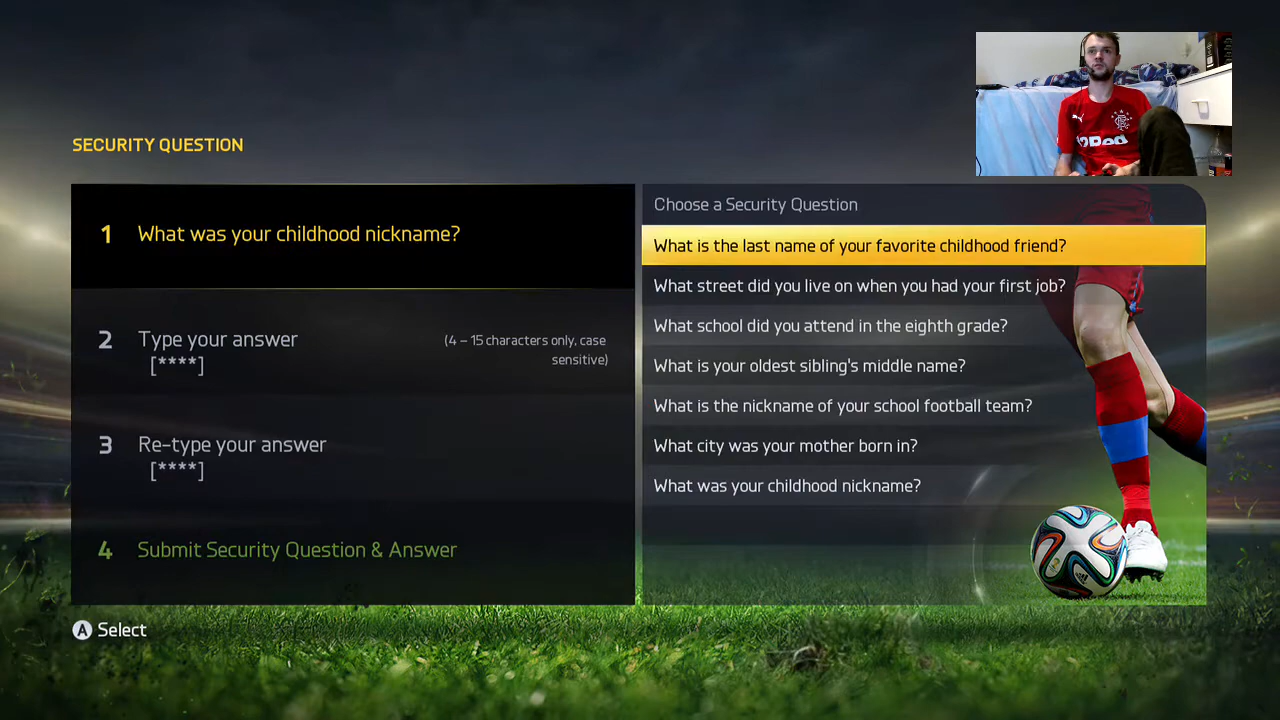 SECURITY QUESTION
1 What was your childhood nickname?
2 Type your answer
(4 – 15 characters only, case
sensitive)
[****]
3 Re-type your answer
[****]
4 Submit Security Question & Answer
Choose a Security Question
What is the last name of your favorite childhood friend?
What street did you live on when you had your first job?
What school did you attend in the eighth grade?
What is your oldest sibling's middle name?
What is the nickname of your school football team?
What city was your mother born in?
What was your childhood nickname?
A Select